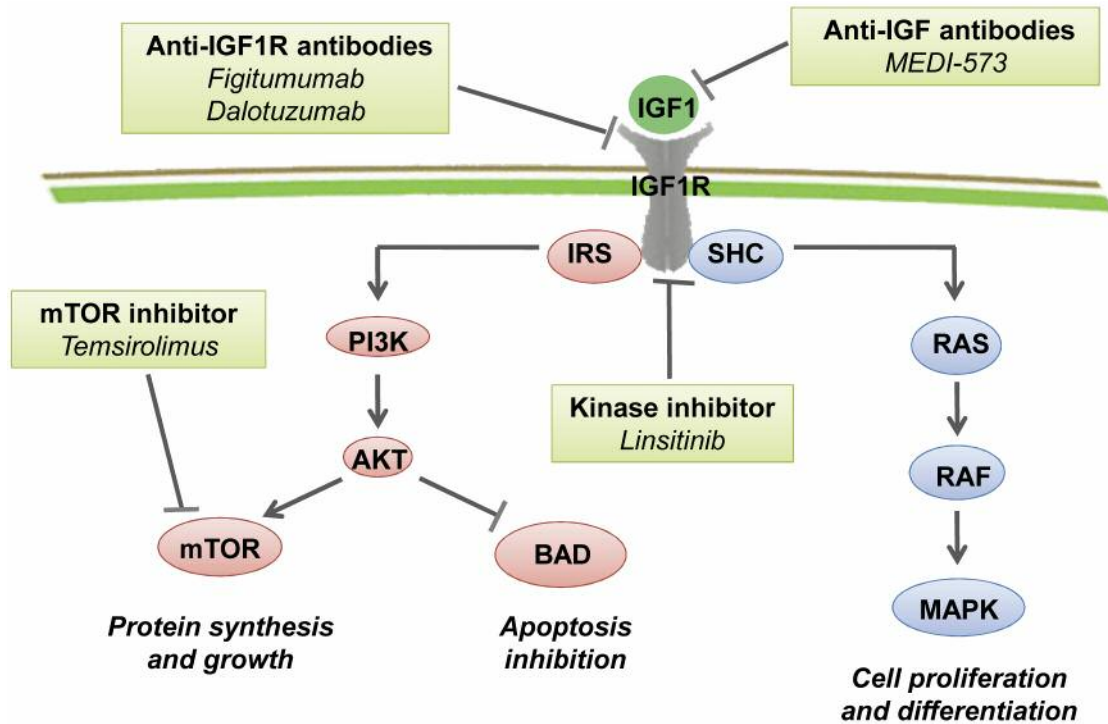 Anti-IGF1R antibodies
Figitumumab
Dalotuzumab
Anti-IGF antibodies
MEDI-573
IGF1
IGF1R
IRS
SHC
mTOR inhibitor
Temsirolimus
PI3K
RAS
Kinase inhibitor
Linsitinib
AKT
RAF
mTOR
BAD
MAPK
Protein synthesis
and growth
Apoptosis
inhibition
Cell proliferation
and differentiation